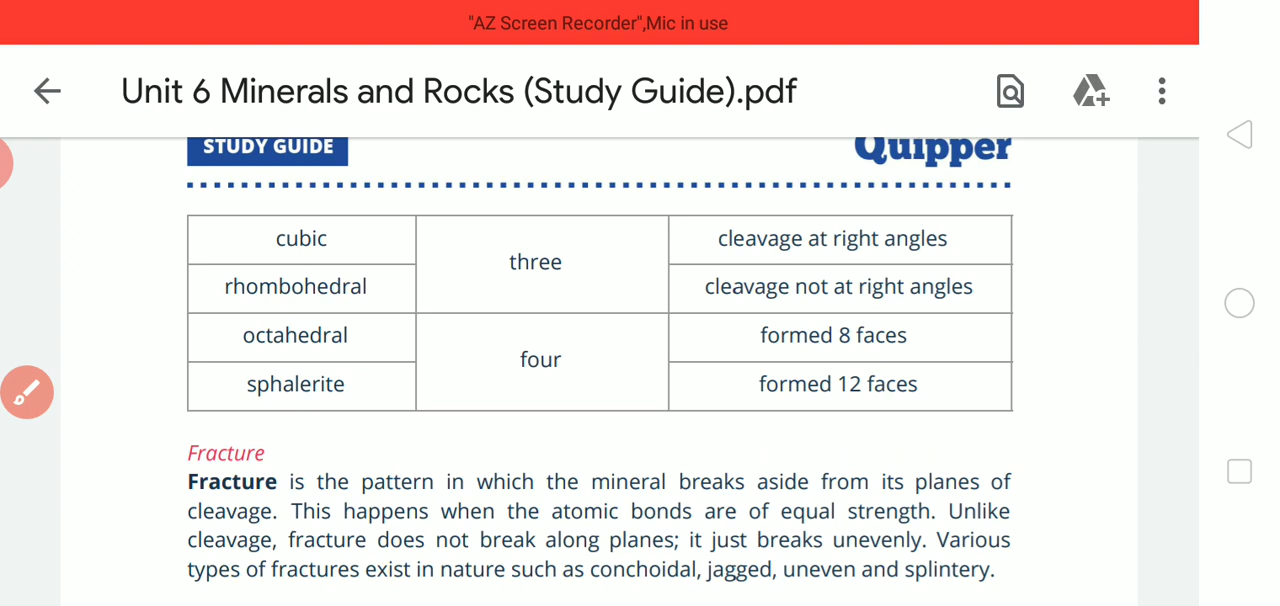 "AZ Screen Recorder",Mic in use
Unit 6 Minerals and Rocks (Study Guide).pdf
STUDY GUIDE
Quipper
cubic
three
cleavage at right angles
rhombohedral
cleavage not at right angles
octahedral
four
formed 8 faces
sphalerite
formed 12 faces
Fracture
Fracture is the pattern in which the mineral breaks aside from its planes of
cleavage. This happens when the atomic bonds are of equal strength. Unlike
cleavage, fracture does not break along planes; it just breaks unevenly. Various
types of fractures exist in nature such as conchoidal, jagged, uneven and splintery.